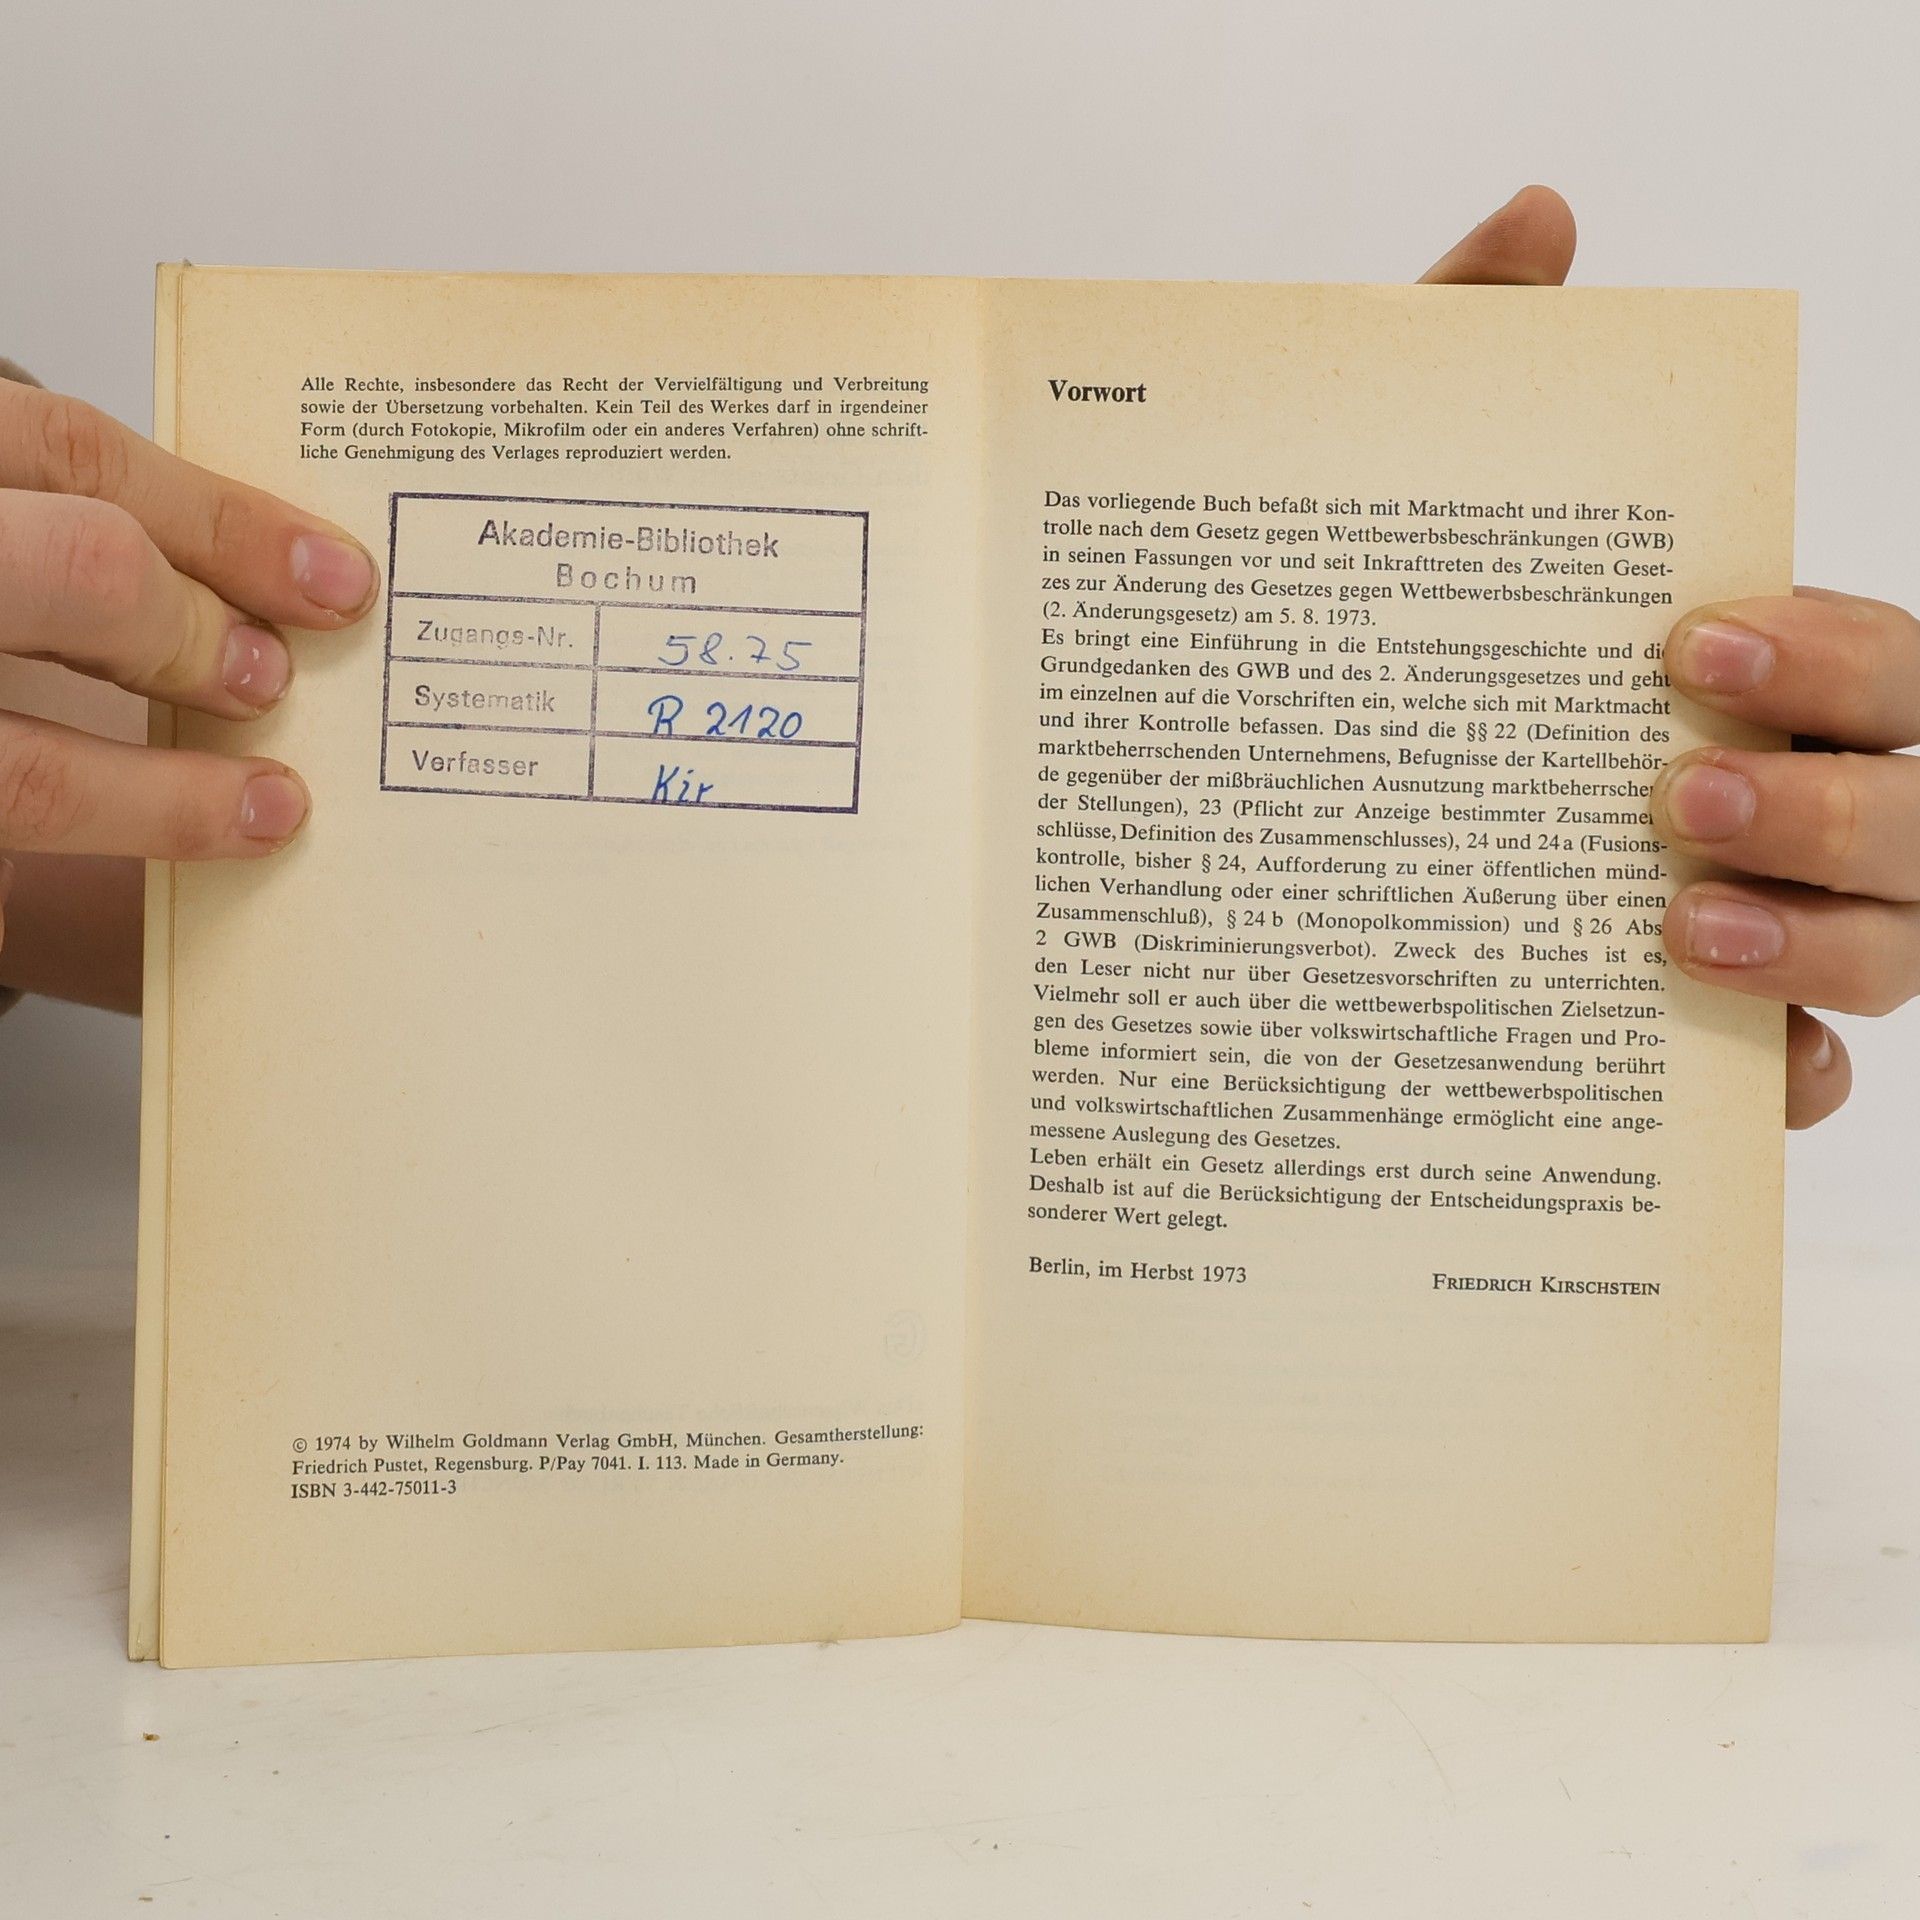 Alle Rechte, insbesondere das Recht der Vervielfältigung und Verbreitung
sowie der Übersetzung vorbehalten. Kein Teil des Werkes darf in irgendeiner
Form (durch Fotokopie, Mikrofilm oder ein anderes Verfahren) ohne schrift-
liche Genehmigung des Verlages reproduziert werden.
Akademie-Bibliothek
Bochum
Zugangs-Nr. 58.75
Systematik R 2120
Verfasser Kir
© 1974 by Wilhelm Goldmann Verlag GmbH, München. Gesamtherstellung:
Friedrich Pustet, Regensburg. P/Pay 7041. I. 113. Made in Germany.
ISBN 3-442-75011-3
Vorwort
Das vorliegende Buch befaßt sich mit Marktmacht und ihrer Kon-
trolle nach dem Gesetz gegen Wettbewerbsbeschränkungen (GWB)
in seinen Fassungen vor und seit Inkrafttreten des Zweiten Geset-
zes zur Änderung des Gesetzes gegen Wettbewerbsbeschränkungen
(2. Änderungsgesetz) am 5. 8. 1973.
Es bringt eine Einführung in die Entstehungsgeschichte und die
Grundgedanken des GWB und des 2. Änderungsgesetzes und geht
im einzelnen auf die Vorschriften ein, welche sich mit Marktmacht
und ihrer Kontrolle befassen. Das sind die §§ 22 (Definition des
marktbeherrschenden Unternehmens, Befugnisse der Kartellbehör-
de gegenüber der mißbräuchlichen Ausnutzung marktbeherrsche
der Stellungen), 23 (Pflicht zur Anzeige bestimmter Zusamme
schlüsse, Definition des Zusammenschlusses), 24 und 24 a (Fusions-
kontrolle, bisher § 24, Aufforderung zu einer öffentlichen münd-
lichen Verhandlung oder einer schriftlichen Äußerung über einen
Zusammenschluß), § 24 b (Monopolkommission) und § 26 Abs
2 GWB (Diskriminierungsverbot). Zweck des Buches ist es,
den Leser nicht nur über Gesetzesvorschriften zu unterrichten.
Vielmehr soll er auch über die wettbewerbspolitischen Zielsetzun-
gen des Gesetzes sowie über volkswirtschaftliche Fragen und Pro-
bleme informiert sein, die von der Gesetzesanwendung berührt
werden. Nur eine Berücksichtigung der wettbewerbspolitischen
und volkswirtschaftlichen Zusammenhänge ermöglicht eine ange-
messene Auslegung des Gesetzes.
Leben erhält ein Gesetz allerdings erst durch seine Anwendung.
Deshalb ist auf die Berücksichtigung der Entscheidungspraxis be-
sonderer Wert gelegt.
Berlin, im Herbst 1973 FRIEDRICH KIRSCHSTEIN